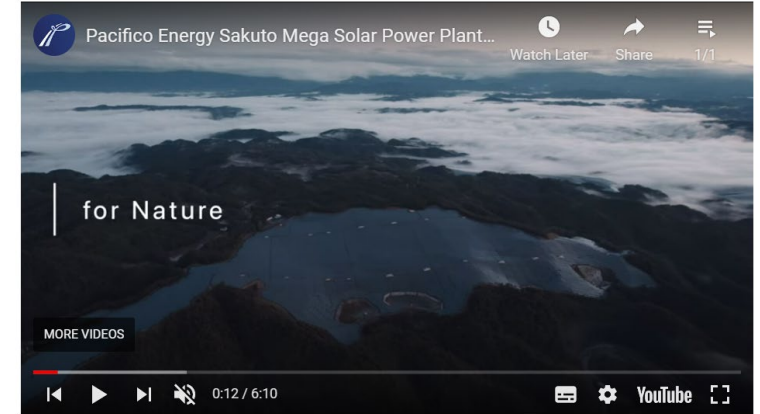 Pacifico Energy Sakuto Mega Solar Power Plant...
Watch Later
Share
1/1
for Nature
MORE VIDEOS
0:12 / 6:10
YouTube